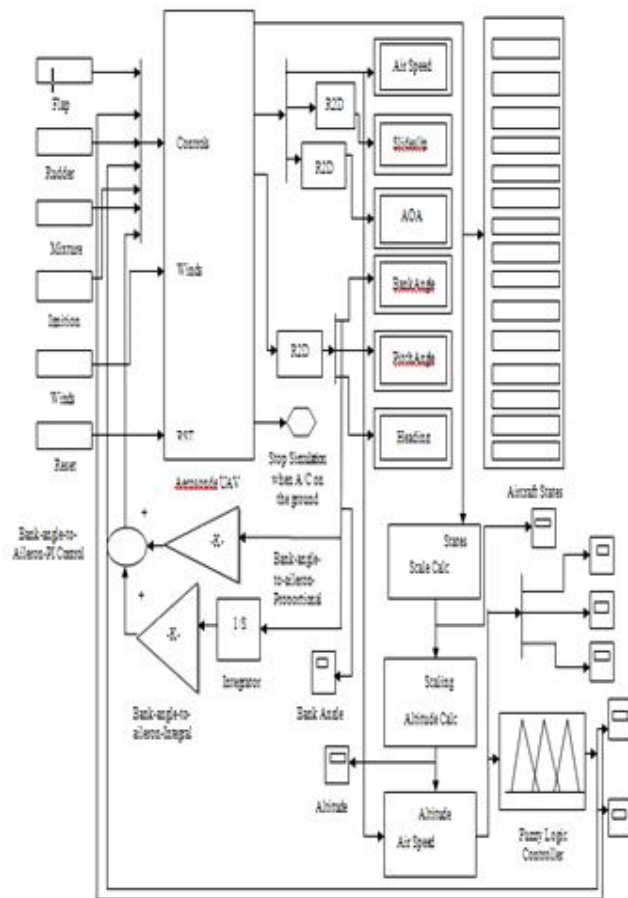 Flap
Rudder
Mixture
Ignition
Winds
Reset
Controls
Winds
RST
Aerosonde UAV
R2D
R2D
R2D
Air Speed
SlideSlip
AOA
BankAngle
PitchAngle
Heading
Stop Simulation
when A/C on
the ground
Aircraft States
Bank-angle-to-
Aileron-PI Control
+
+
-K-
-K-
Bank-angle-
to-aileron-
Proportional
1/S
Integrator
Bank-angle-to-
aileron-Integral
Bank Angle
States
Scale Calc
Scaling
Altitude Calc
Altitude
Altitude
Air Speed
Fuzzy Logic
Controller